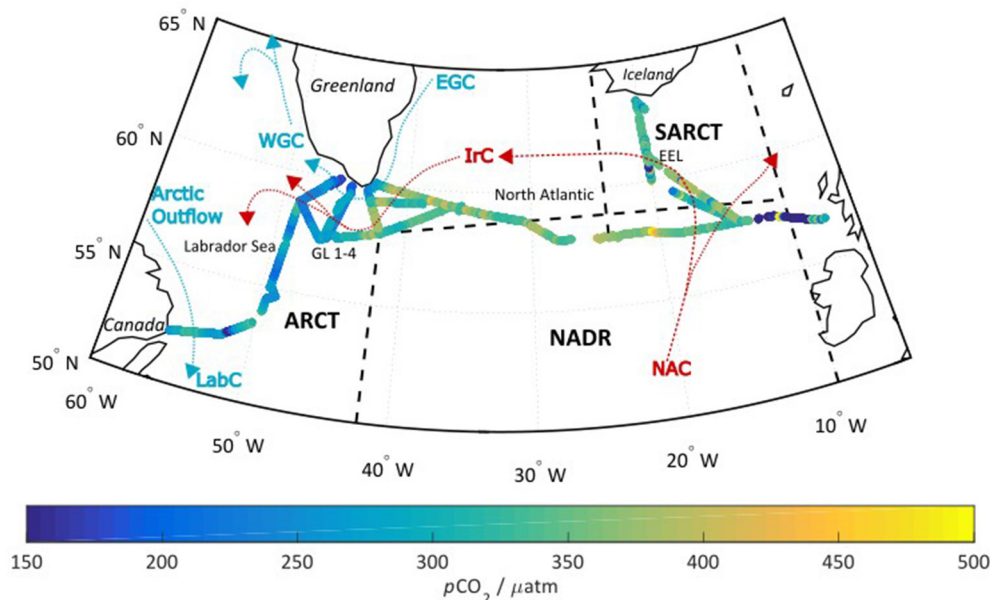 65° N
Greenland
Iceland
EGC
60° N
WGC
SARCT
IrC
EEL
Arctic
Outflow
North Atlantic
Labrador Sea
GL 1-4
55° N
Canada
ARCT
NADR
50° N
LabC
NAC
60° W
50° W
40° W
30° W
20° W
10° W
150 200 250 300 350 400 450 500
pCO₂ / μatm